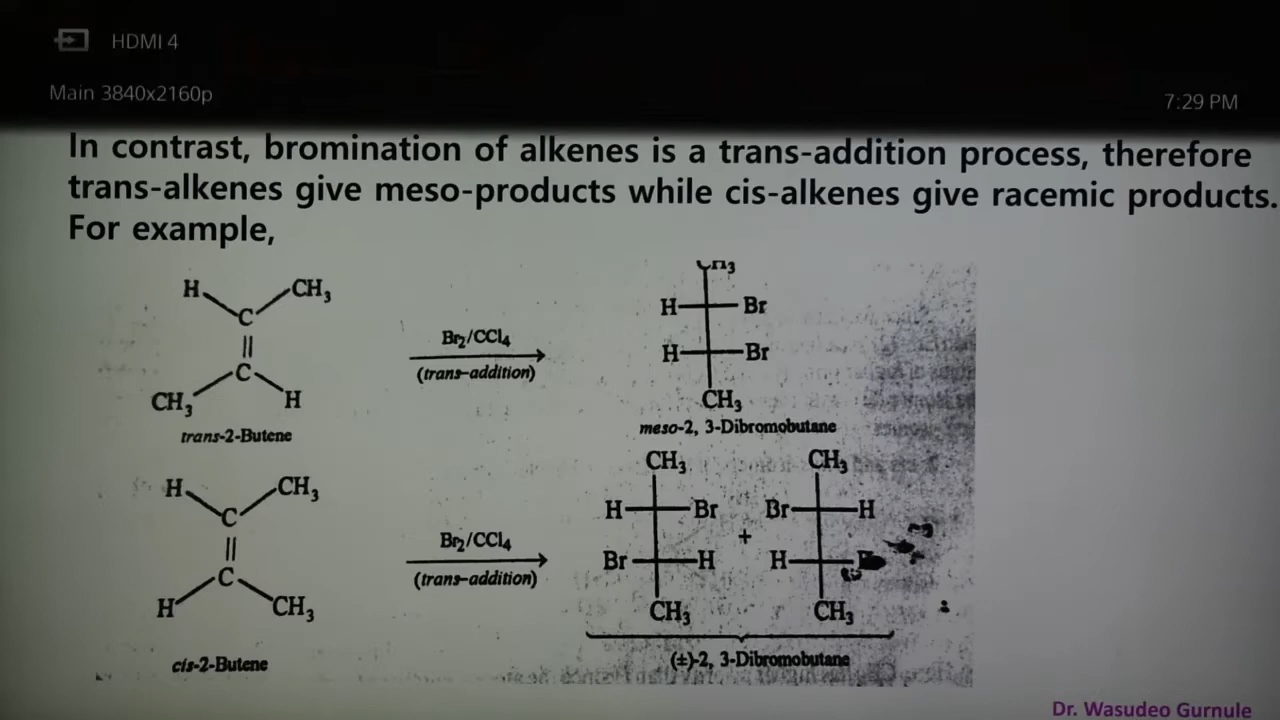 HDMI 4
Main 3840x2160p
7:29 PM
In contrast, bromination of alkenes is a trans-addition process, therefore
trans-alkenes give meso-products while cis-alkenes give racemic products.
For example,
H CH3
C
C
CH3 H
trans-2-Butene
Br2/CCl4
(trans-addition)
H Br
H Br
CH3
meso-2, 3-Dibromobutane
H CH3
C
C
H CH3
cis-2-Butene
Br2/CCl4
(trans-addition)
CH3 CH3
H Br Br H
+
Br H H
CH3 CH3
(±)-2, 3-Dibromobutane
Dr. Wasudeo Gurnule